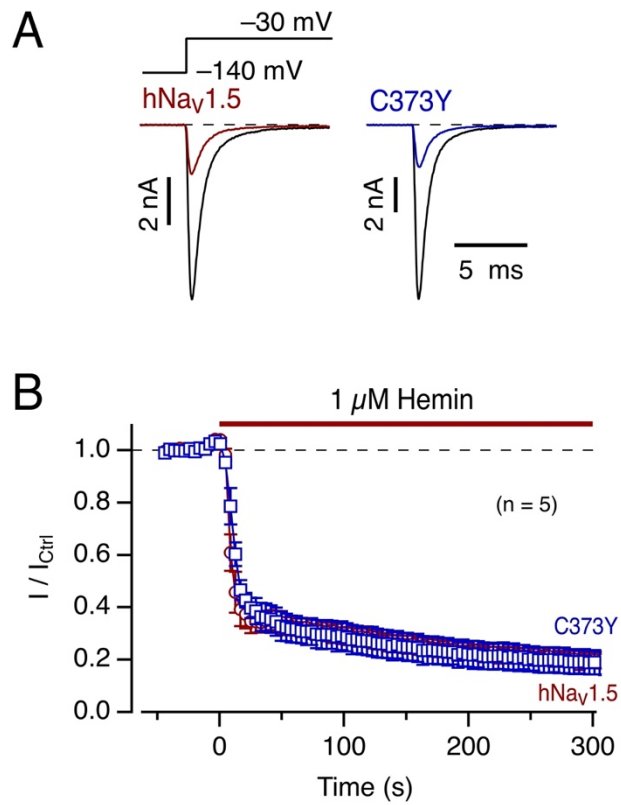 A
–30 mV
–140 mV
hNaV1.5
C373Y
2 nA
2 nA
5 ms
B
1 µM Hemin
1.0
0.8
0.6
0.4
0.2
0.0
I / ICtrl
(n = 5)
C373Y
hNaV1.5
0
100
200
300
Time (s)